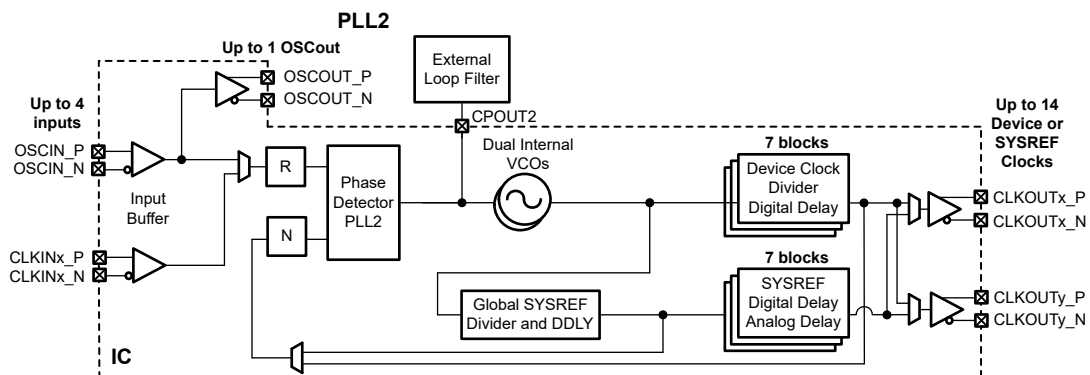 PLL2
Up to 1 OSCout
OSCOUT_P
OSCOUT_N
External
Loop Filter
CPOUT2
Up to 4
inputs
OSCIN_P
OSCIN_N
Input
Buffer
CLKINx_P
CLKINx_N
R
N
Phase
Detector
PLL2
Dual Internal
VCOs
7 blocks
Device Clock
Divider
Digital Delay
7 blocks
SYSREF
Digital Delay
Analog Delay
Global SYSREF
Divider and DDLY
Up to 14
Device or
SYSREF
Clocks
CLKOUTx_P
CLKOUTx_N
CLKOUTy_P
CLKOUTy_N
IC